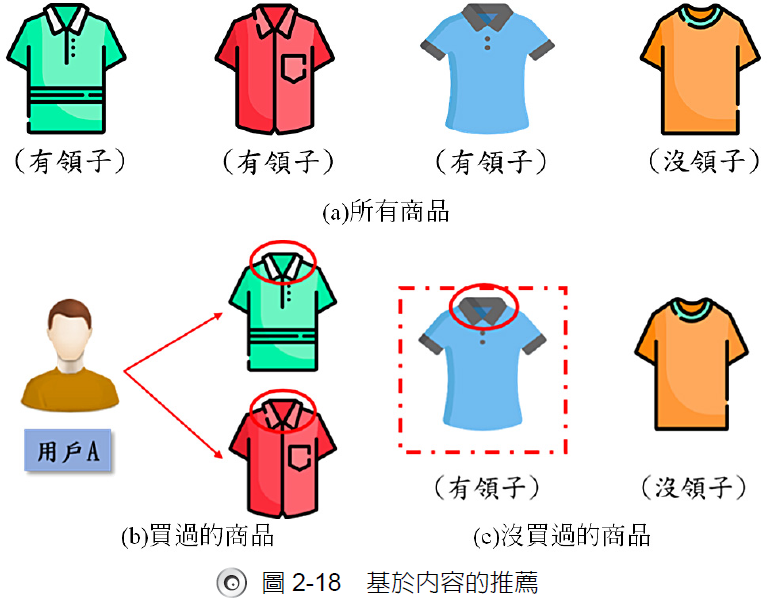 （有領子） （有領子） （有領子） （沒領子）
(a)所有商品
用戶A
（有領子） （沒領子）
(b)買過的商品 (c)沒買過的商品
圖 2-18 基於内容的推薦